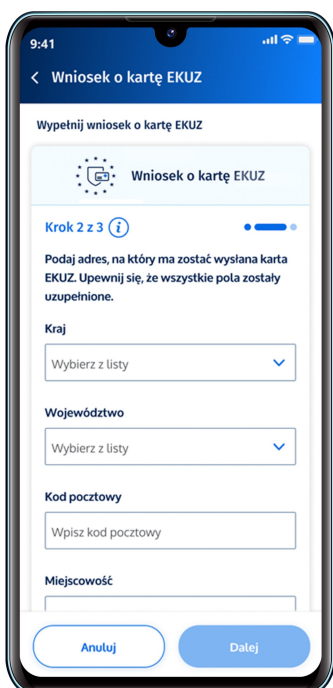 9:41
Wniosek o kartę EKUZ
Wypełnij wniosek o kartę EKUZ
Wniosek o kartę EKUZ
Krok 2 z 3 i
Podaj adres, na który ma zostać wysłana karta
EKUZ. Upewnij się, że wszystkie pola zostały
uzupełnione.
Kraj
Wybierz z listy
Województwo
Wybierz z listy
Kod pocztowy
Wpisz kod pocztowy
Miejscowość
Anuluj
Dalej